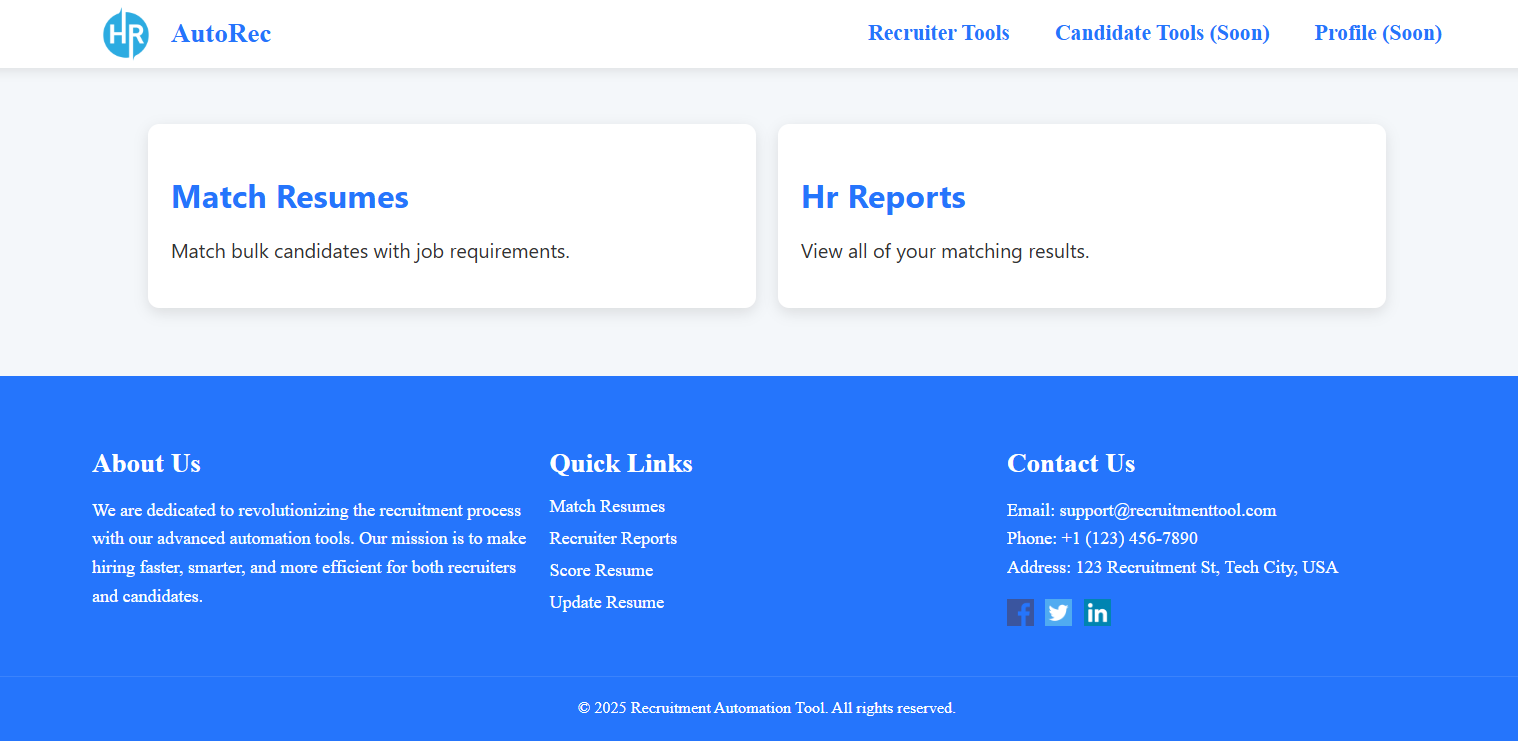 HR
AutoRec
Recruiter Tools
Candidate Tools (Soon)
Profile (Soon)
Match Resumes
Match bulk candidates with job requirements.
Hr Reports
View all of your matching results.
About Us
We are dedicated to revolutionizing the recruitment process
with our advanced automation tools. Our mission is to make
hiring faster, smarter, and more efficient for both recruiters
and candidates.
Quick Links
Match Resumes
Recruiter Reports
Score Resume
Update Resume
Contact Us
Email: support@recruitmenttool.com
Phone: +1 (123) 456-7890
Address: 123 Recruitment St, Tech City, USA
f
in
© 2025 Recruitment Automation Tool. All rights reserved.